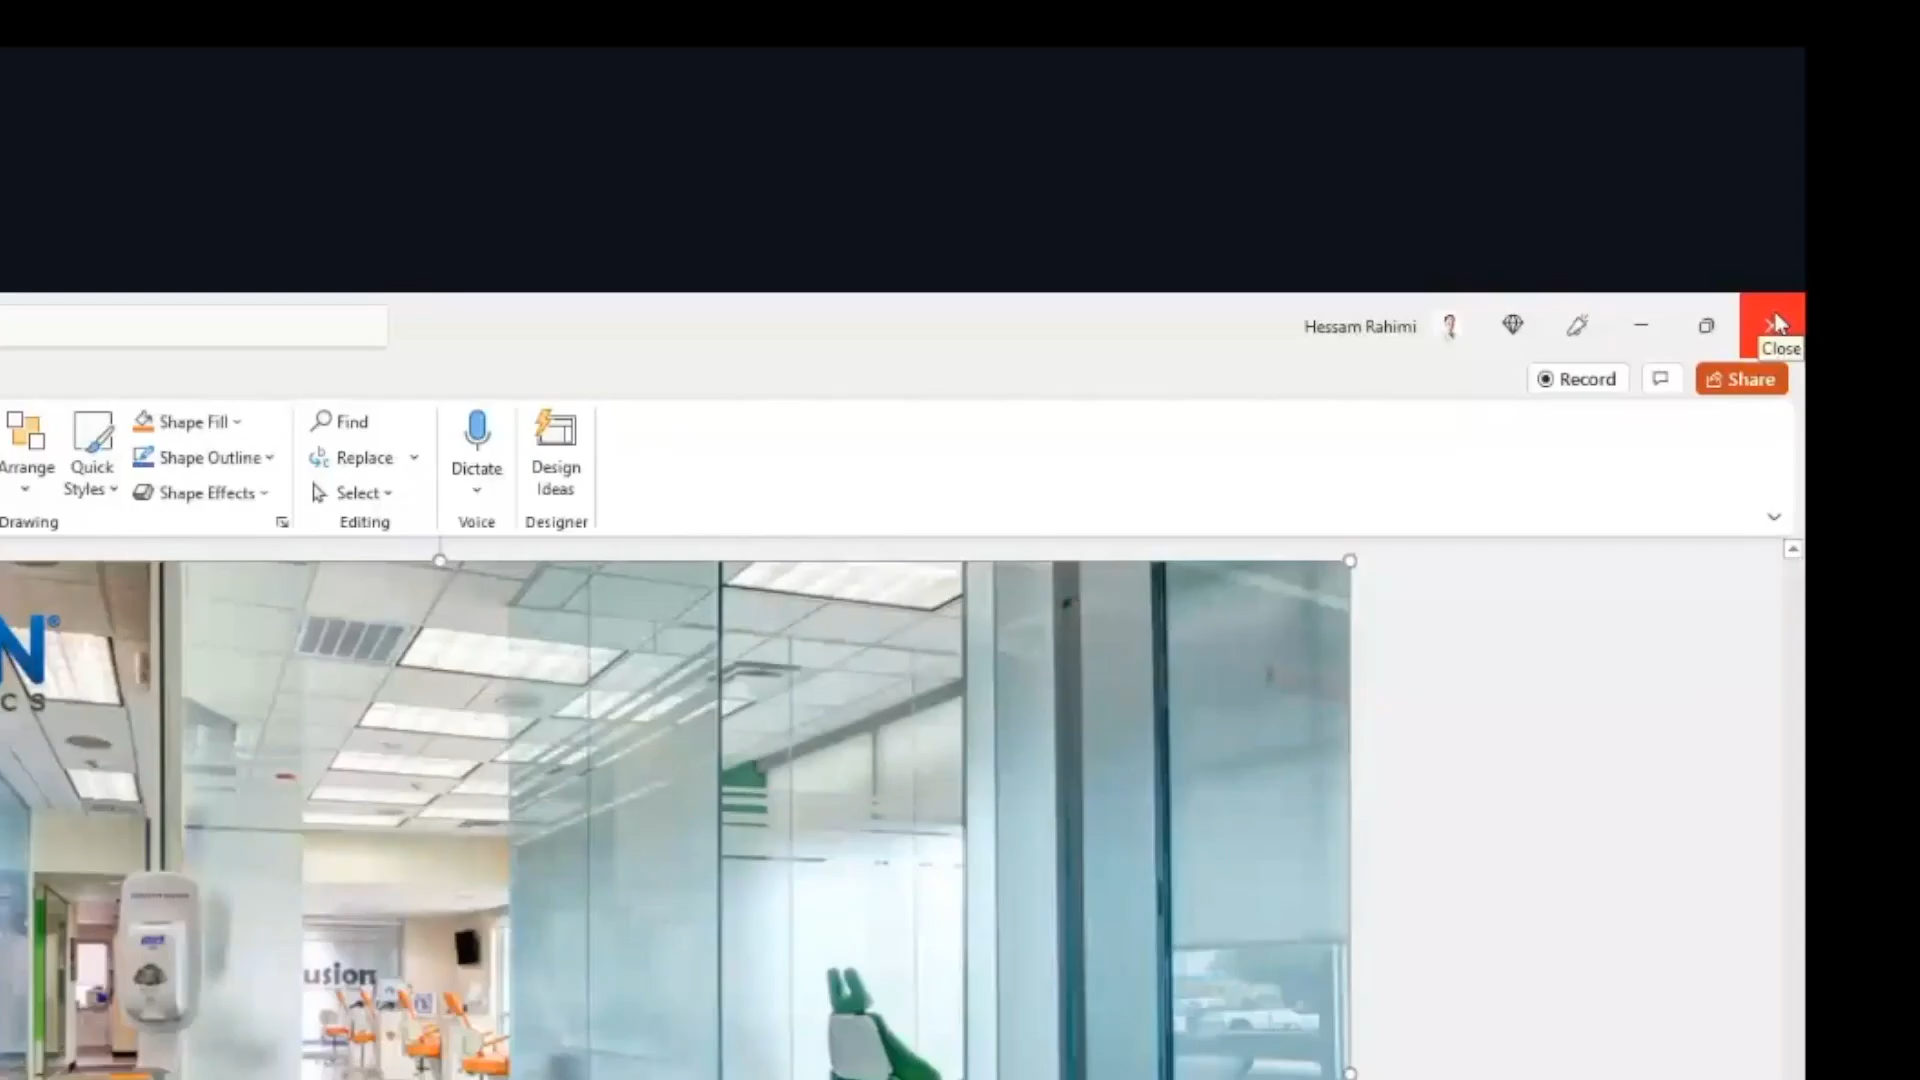 Hessam Rahimi
Close
Record
Share
Arrange
Quick
Styles
Shape Fill
Shape Outline
Shape Effects
Drawing
Find
Replace
Select
Editing
Dictate
Voice
Design
Ideas
Designer
N®
CS
usion